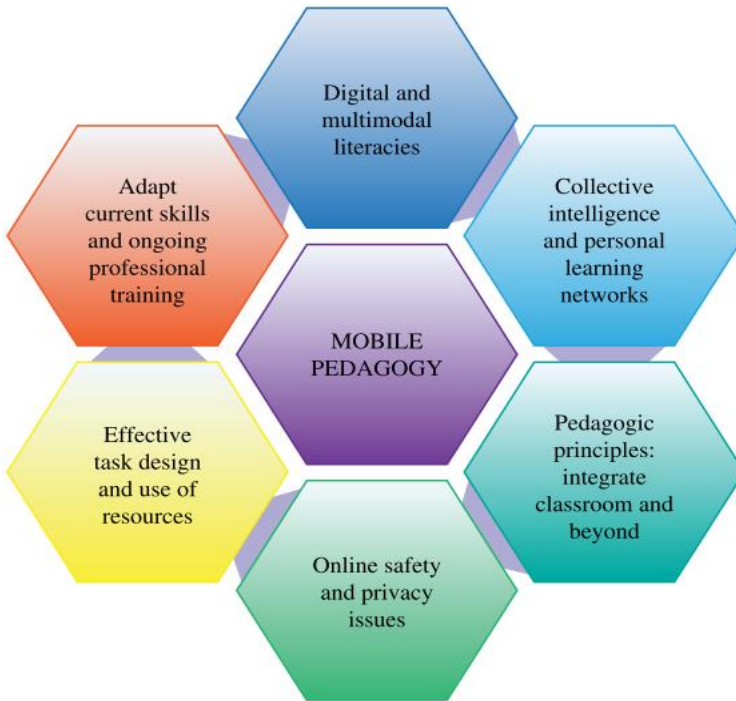 Digital and
multimodal
literacies
Adapt
current skills
and ongoing
professional
training
Collective
intelligence
and personal
learning
networks
MOBILE
PEDAGOGY
Effective
task design
and use of
resources
Pedagogic
principles:
integrate
classroom and
beyond
Online safety
and privacy
issues